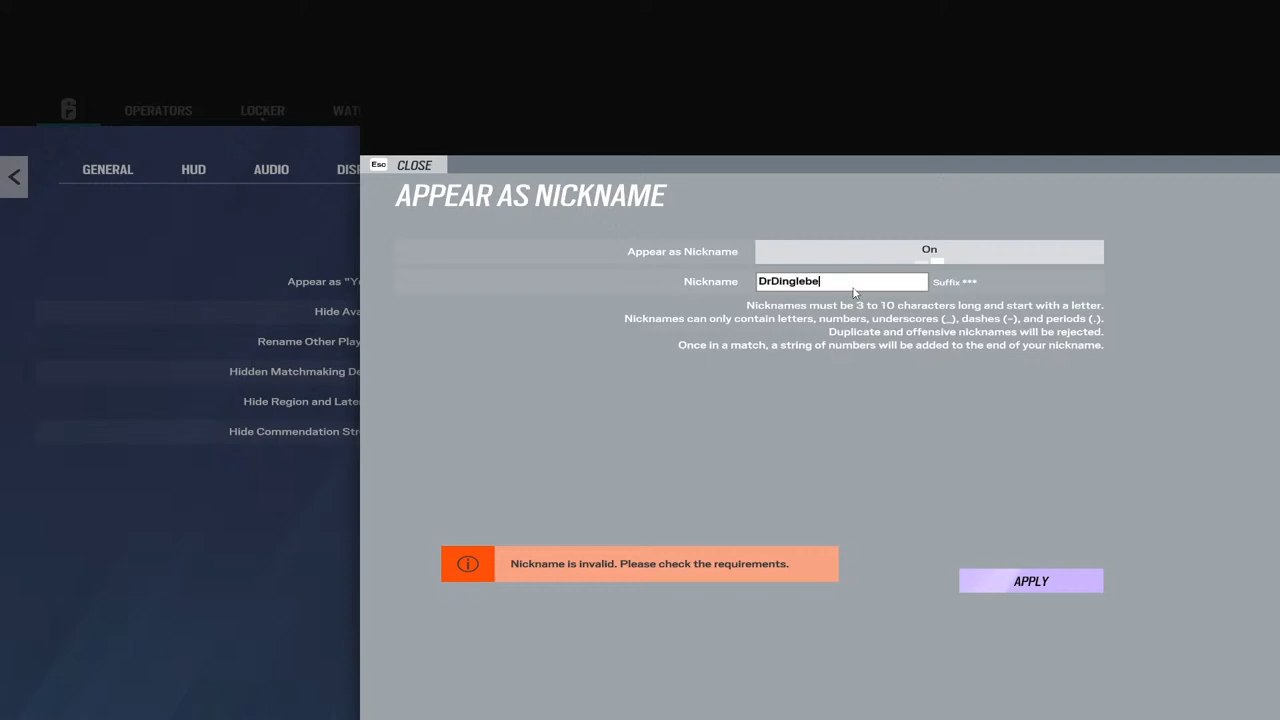 6
OPERATORS
LOCKER
GENERAL
HUD
AUDIO
Esc CLOSE
APPEAR AS NICKNAME
Appear as Nickname
On
Nickname
DrDinglebe
Suffix ***
Nicknames must be 3 to 10 characters long and start with a letter.
Nicknames can only contain letters, numbers, underscores (_), dashes (-), and periods (.).
Duplicate and offensive nicknames will be rejected.
Once in a match, a string of numbers will be added to the end of your nickname.
Appear as "Yo
Hide Ava
Rename Other Play
Hidden Matchmaking De
Hide Region and Late
Hide Commendation Str
Nickname is invalid. Please check the requirements.
APPLY